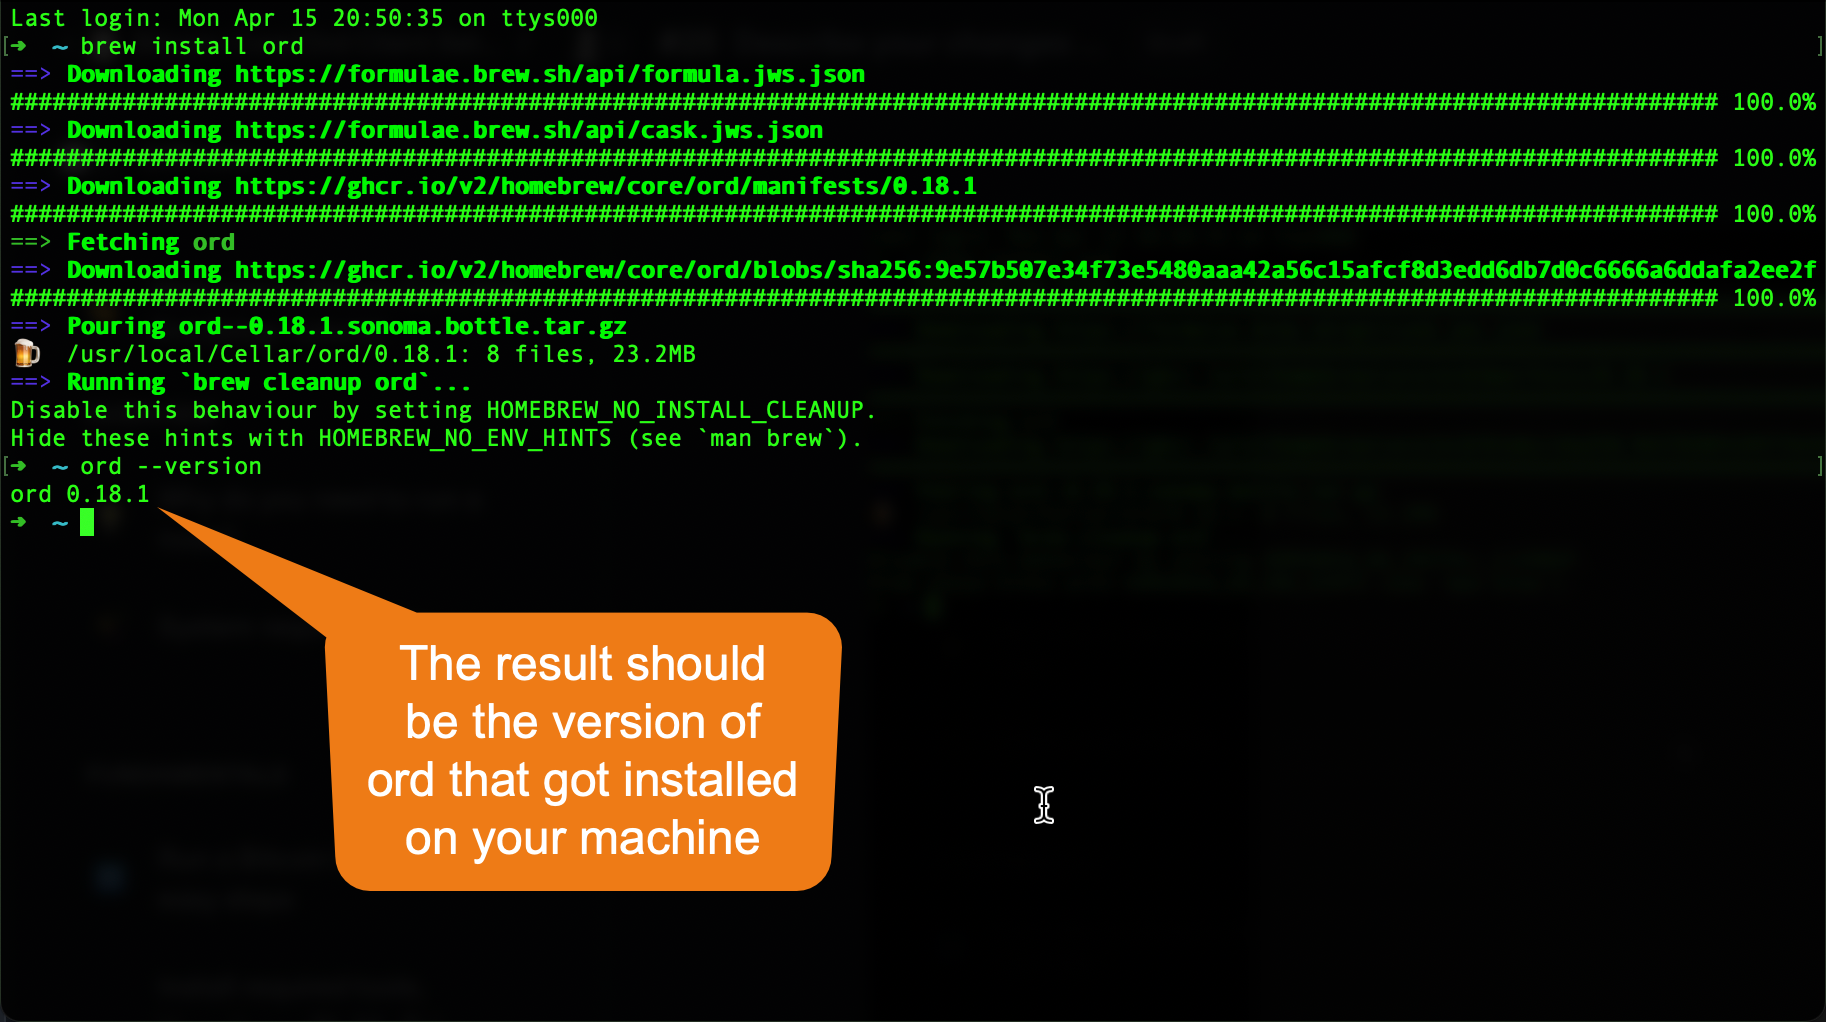 Last login: Mon Apr 15 20:50:35 on ttys000
[➜  ~ brew install ord ]
==> Downloading https://formulae.brew.sh/api/formula.jws.json
########################################################################################################################## 100.0%
==> Downloading https://formulae.brew.sh/api/cask.jws.json
########################################################################################################################## 100.0%
==> Downloading https://ghcr.io/v2/homebrew/core/ord/manifests/0.18.1
########################################################################################################################## 100.0%
==> Fetching ord
==> Downloading https://ghcr.io/v2/homebrew/core/ord/blobs/sha256:9e57b507e34f73e5480aaa42a56c15afcf8d3edd6db7d0c6666a6ddafa2ee2f
########################################################################################################################## 100.0%
==> Pouring ord--0.18.1.sonoma.bottle.tar.gz
🍺  /usr/local/Cellar/ord/0.18.1: 8 files, 23.2MB
==> Running `brew cleanup ord`...
Disable this behaviour by setting HOMEBREW_NO_INSTALL_CLEANUP.
Hide these hints with HOMEBREW_NO_ENV_HINTS (see `man brew`).
[➜  ~ ord --version ]
ord 0.18.1
➜  ~
The result should
be the version of
ord that got installed
on your machine